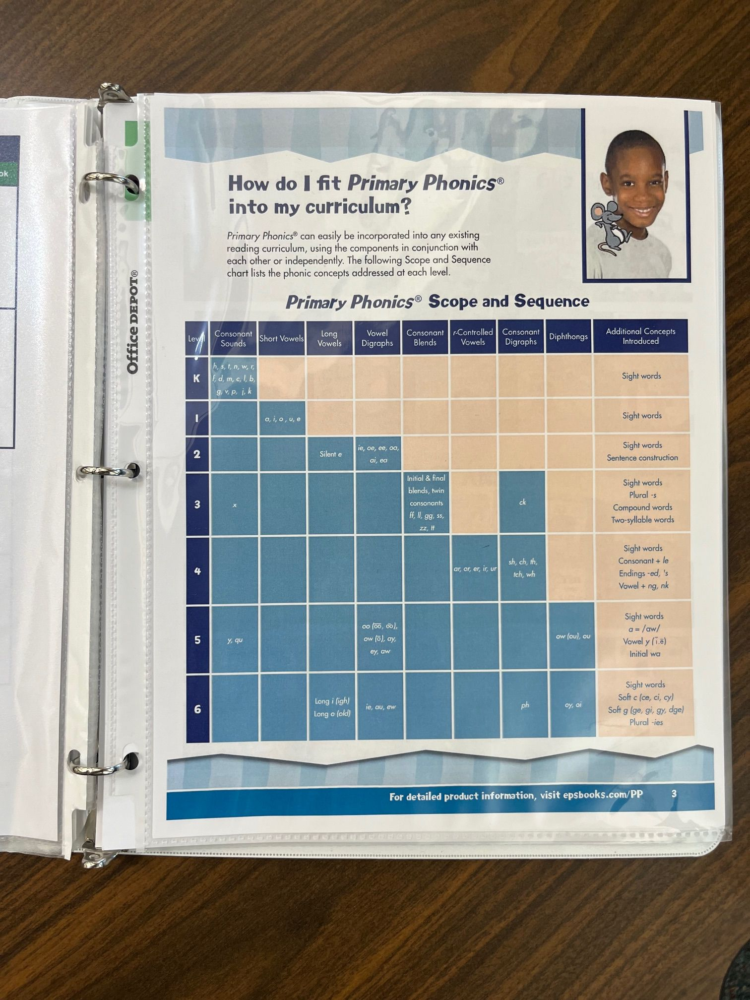 ok
Office DEPOT®
How do I fit Primary Phonics®
into my curriculum?
Primary Phonics® can easily be incorporated into any existing
reading curriculum, using the components in conjunction with
each other or independently. The following Scope and Sequence
chart lists the phonic concepts addressed at each level.
Primary Phonics® Scope and Sequence
Level
Consonant
Sounds
Short Vowels
Long
Vowels
Vowel
Digraphs
Consonant
Blends
r-Controlled
Vowels
Consonant
Digraphs
Diphthongs
Additional Concepts
Introduced
K
h, s, t, n, w, r,
f, d, m, c, l, b,
g, v, p, j, k
Sight words
1
a, i, o , u, e
Sight words
2
Silent e
ie, oe, ee, oa,
ai, ea
Sight words
Sentence construction
3
x
Initial & final
blends, twin
consonants
ff, ll, gg, ss,
zz, tt
ck
Sight words
Plural -s
Compound words
Two-syllable words
4
ar, or, er, ir, ur
sh, ch, th,
tch, wh
Sight words
Consonant + le
Endings -ed, 's
Vowel + ng, nk
5
y, qu
oo (o͞o, o͝o),
ow (ō), ay,
ey, aw
ow (ou), ou
Sight words
a = /aw/
Vowel y (ī.ē)
Initial wa
6
Long i (igh)
Long o (old)
ie, au, ew
ph
oy, oi
Sight words
Soft c (ce, ci, cy)
Soft g (ge, gi, gy, dge)
Plural -ies
For detailed product information, visit epsbooks.com/PP 3